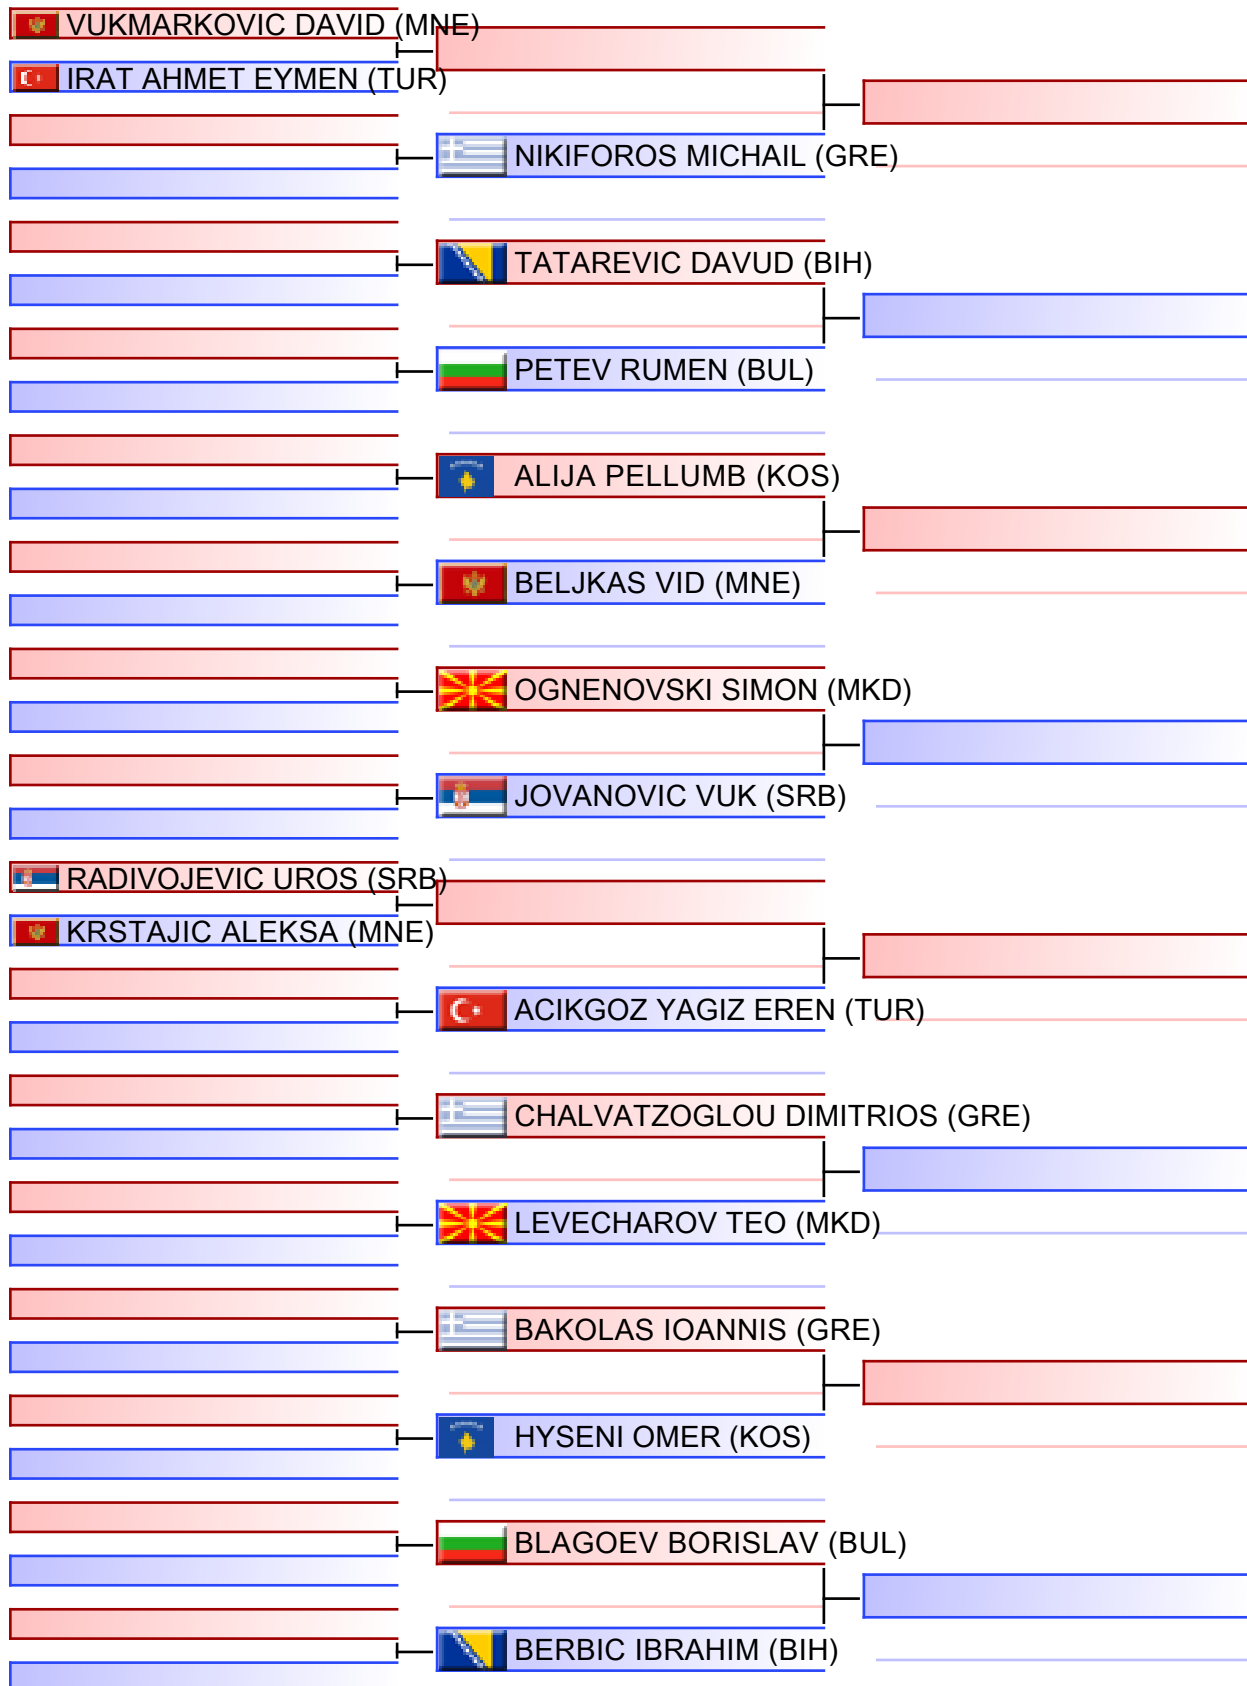 VUKMARKOVIC DAVID (MNE)
IRAT AHMET EYMEN (TUR)
NIKIFOROS MICHAIL (GRE)
TATAREVIC DAVUD (BIH)
PETEV RUMEN (BUL)
ALIJA PELLUMB (KOS)
BELJKAS VID (MNE)
OGNENOVSKI SIMON (MKD)
JOVANOVIC VUK (SRB)
RADIVOJEVIC UROS (SRB)
KRSTAJIC ALEKSA (MNE)
ACIKGOZ YAGIZ EREN (TUR)
CHALVATZOGLOU DIMITRIOS (GRE)
LEVECHAROV TEO (MKD)
BAKOLAS IOANNIS (GRE)
HYSENI OMER (KOS)
BLAGOEV BORISLAV (BUL)
BERBIC IBRAHIM (BIH)